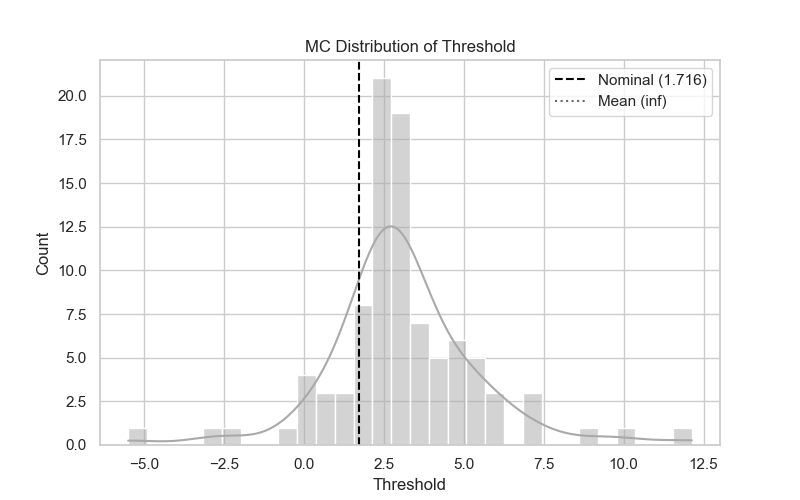 MC Distribution of Threshold
Nominal (1.716)
Mean (inf)
Count
20.0
17.5
15.0
12.5
10.0
7.5
5.0
2.5
0.0
−5.0 −2.5 0.0 2.5 5.0 7.5 10.0 12.5
Threshold